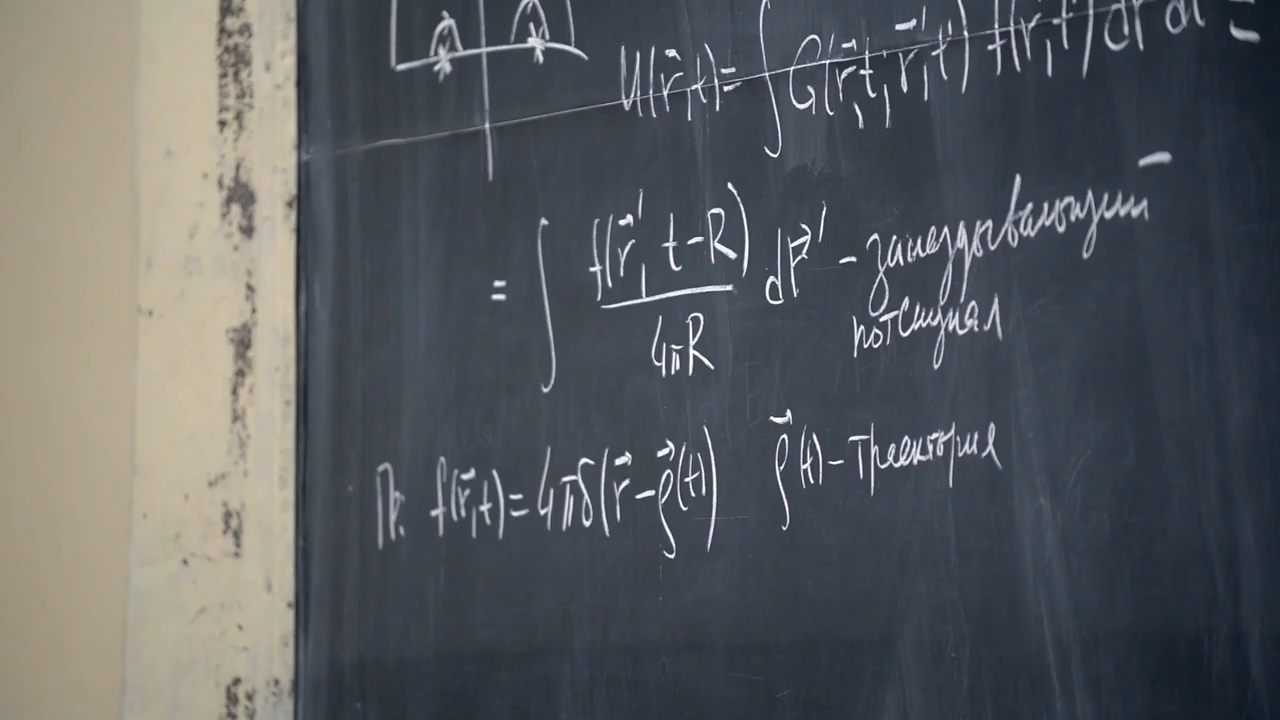 u(r⃗,t) = ∫ G(r⃗,t,r⃗',t') f(r⃗',t') dr⃗' dt' =
= ∫ f(r⃗', t-R) / 4πR dr⃗' - запаздывающий
потенциал
Пр. f(r⃗,t) = 4πδ(r⃗-ρ⃗(t)) ρ⃗(t) - траектория